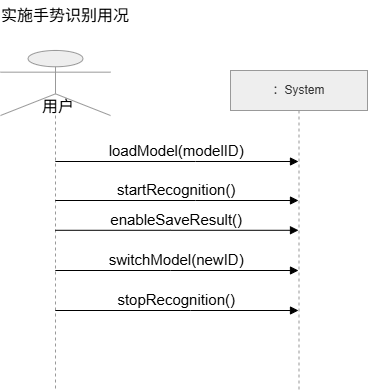 实施手势识别用况
用户
：System
loadModel(modelID)
startRecognition()
enableSaveResult()
switchModel(newID)
stopRecognition()